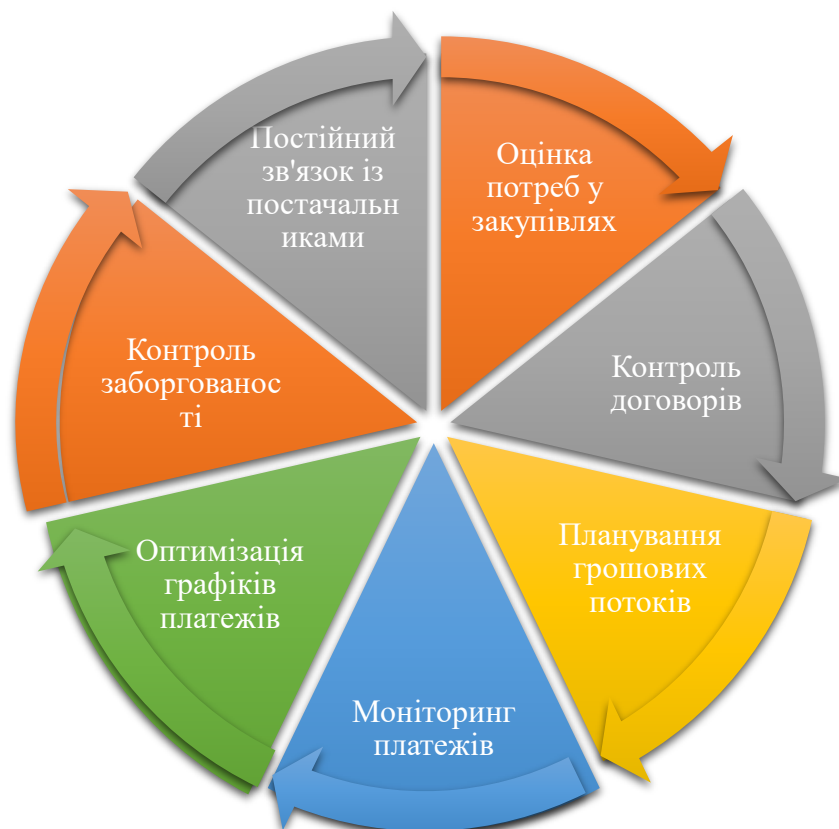 Оцінка
потреб у
закупівлях
Контроль
договорів
Планування
грошових
потоків
Моніторинг
платежів
Оптимізація
графіків
платежів
Контроль
заборгованос
ті
Постійний
зв'язок із
постачальн
иками